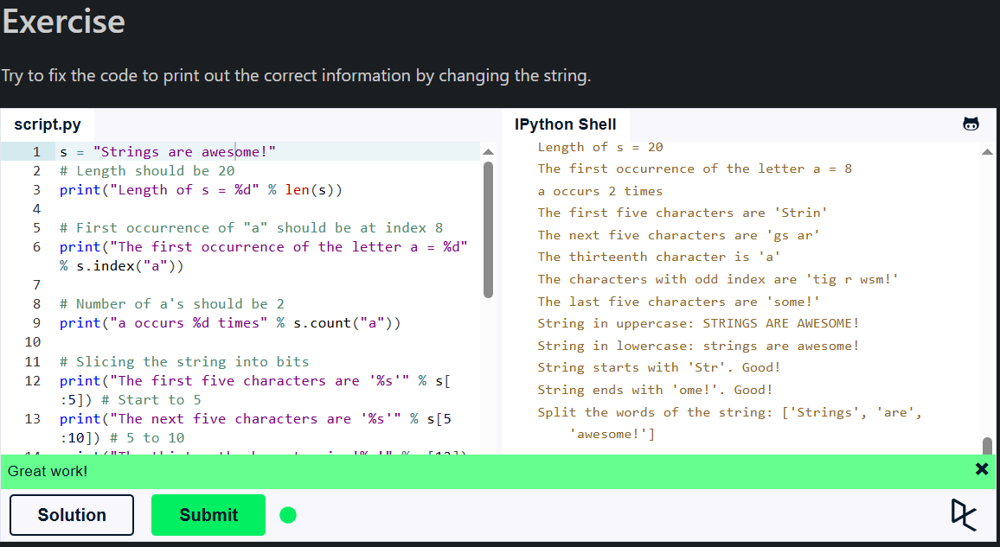 Exercise
Try to fix the code to print out the correct information by changing the string.
script.py
1 s = "Strings are awesome!"
2 # Length should be 20
3 print("Length of s = %d" % len(s))
4
5 # First occurrence of "a" should be at index 8
6 print("The first occurrence of the letter a = %d"
% s.index("a"))
7
8 # Number of a's should be 2
9 print("a occurs %d times" % s.count("a"))
10
11 # Slicing the string into bits
12 print("The first five characters are '%s'" % s[
:5]) # Start to 5
13 print("The next five characters are '%s'" % s[5
:10]) # 5 to 10
IPython Shell
Length of s = 20
The first occurrence of the letter a = 8
a occurs 2 times
The first five characters are 'Strin'
The next five characters are 'gs ar'
The thirteenth character is 'a'
The characters with odd index are 'tig r wsm!'
The last five characters are 'some!'
String in uppercase: STRINGS ARE AWESOME!
String in lowercase: strings are awesome!
String starts with 'Str'. Good!
String ends with 'ome!'. Good!
Split the words of the string: ['Strings', 'are',
'awesome!']
Great work!
Solution
Submit